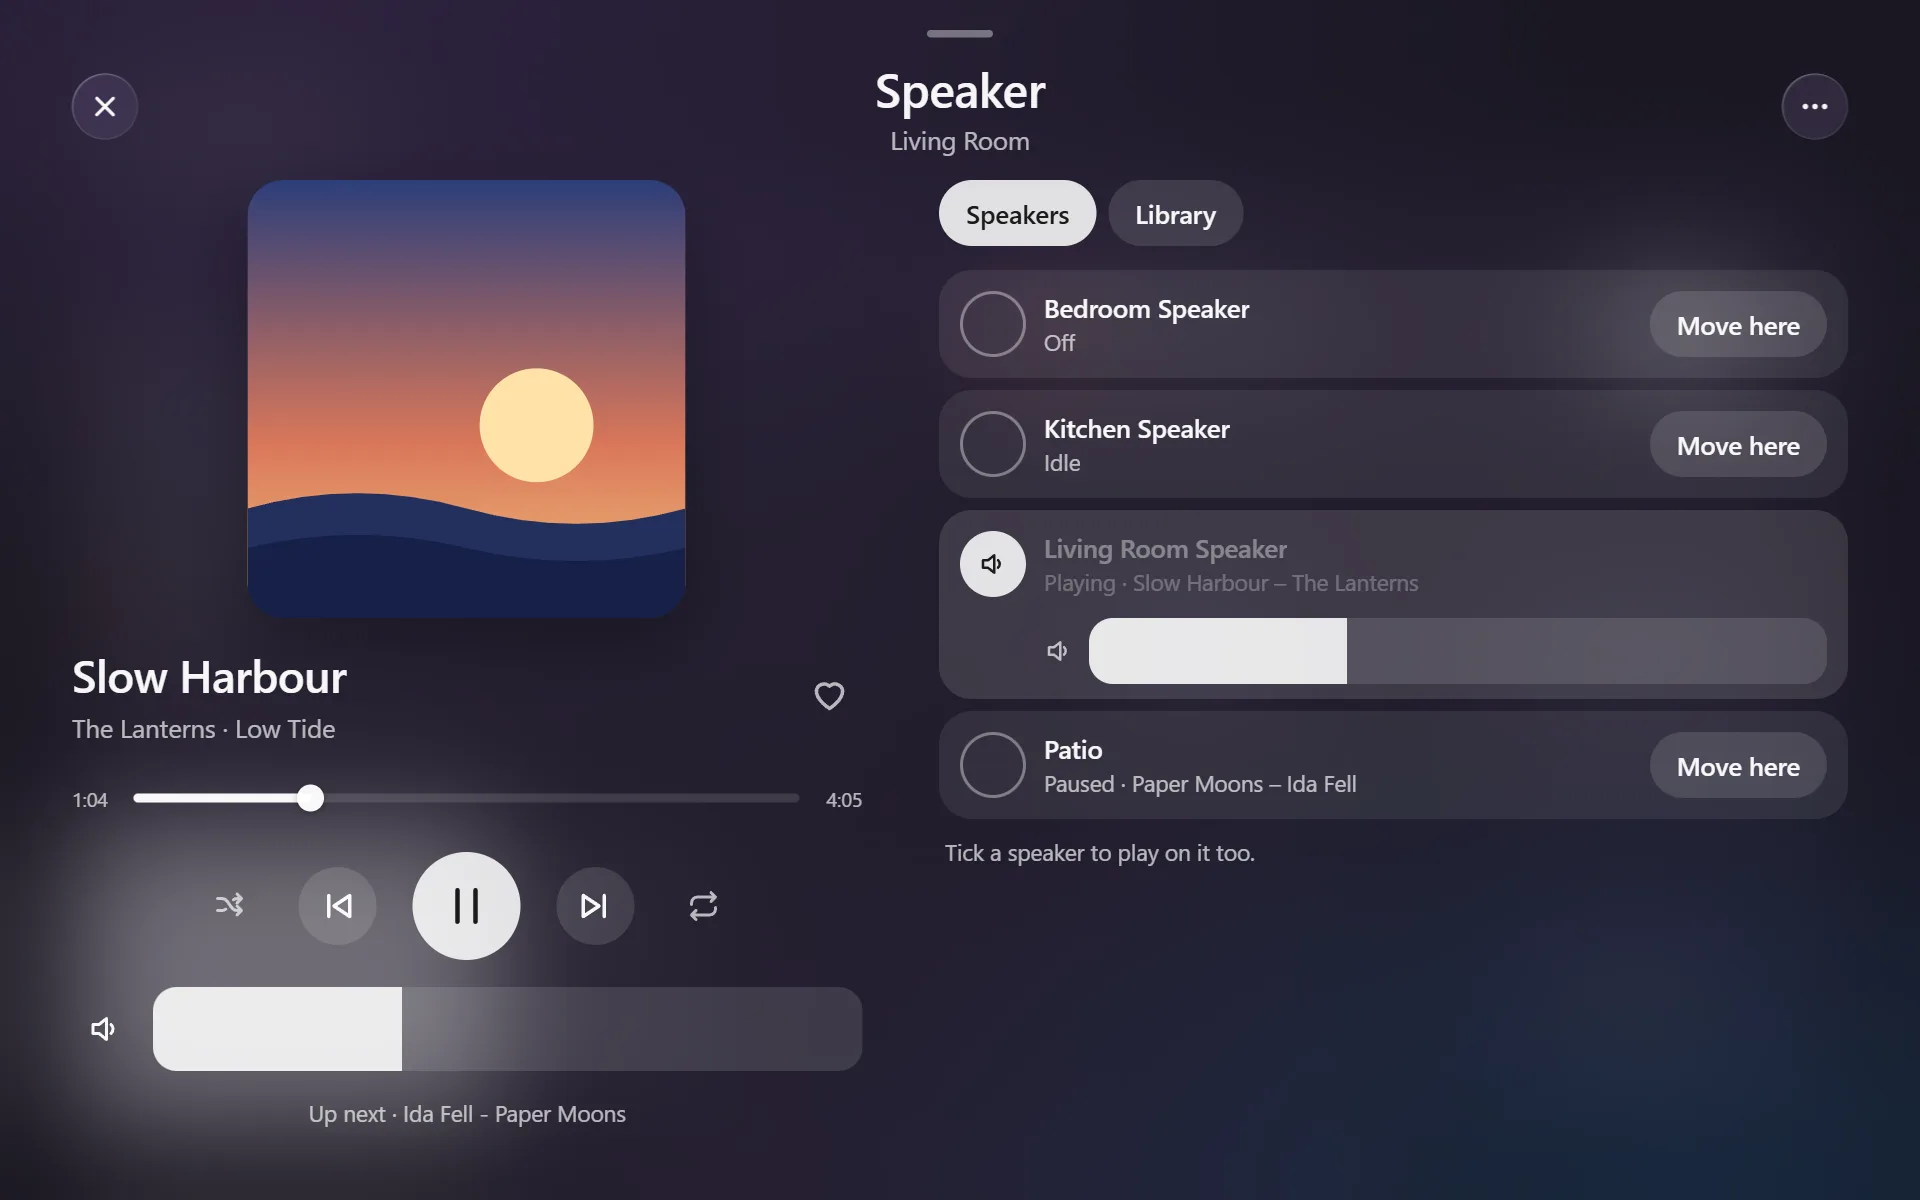 Speaker
Living Room
Slow Harbour
The Lanterns · Low Tide
1:04
4:05
Up next · Ida Fell - Paper Moons
Speakers
Library
Bedroom Speaker
Off
Move here
Kitchen Speaker
Idle
Move here
Living Room Speaker
Playing · Slow Harbour – The Lanterns
Patio
Paused · Paper Moons – Ida Fell
Move here
Tick a speaker to play on it too.